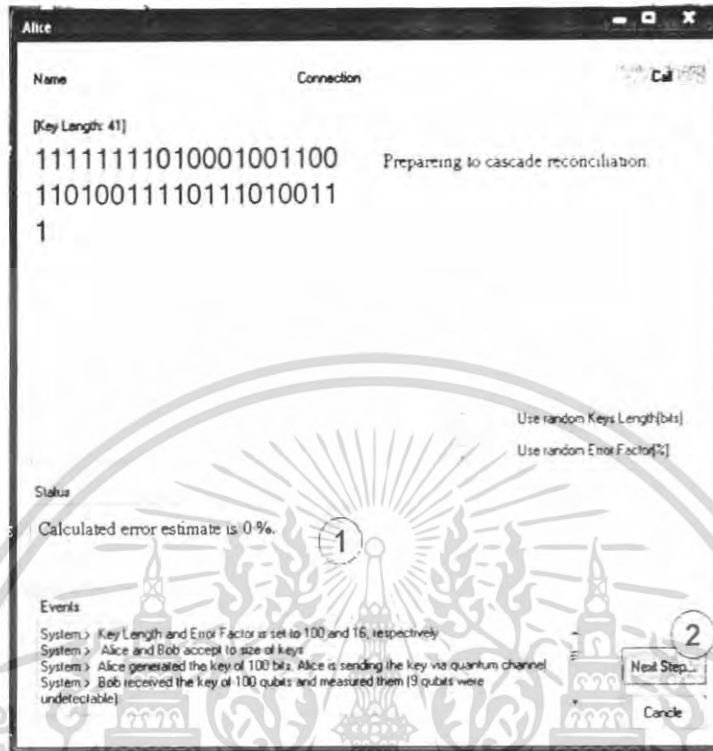 Alice
Name Connection Call
[Key Length: 41]
11111111010001001100 Prepareing to cascade reconciliation
11010011110111010011
1
Use random Keys Length(bits)
Use random Error Factor[%]
Status
Calculated error estimate is 0 %.
1
Events
System > Key Length and Error Factor is set to 100 and 16, respectively
System > Alice and Bob accept to size of keys
System > Alice generated the key of 100 bits. Alice is sending the key via quantum channel
System > Bob received the key of 100 qubits and measured them (9 qubits were
undetectable)
2
Next Step...
Cancle